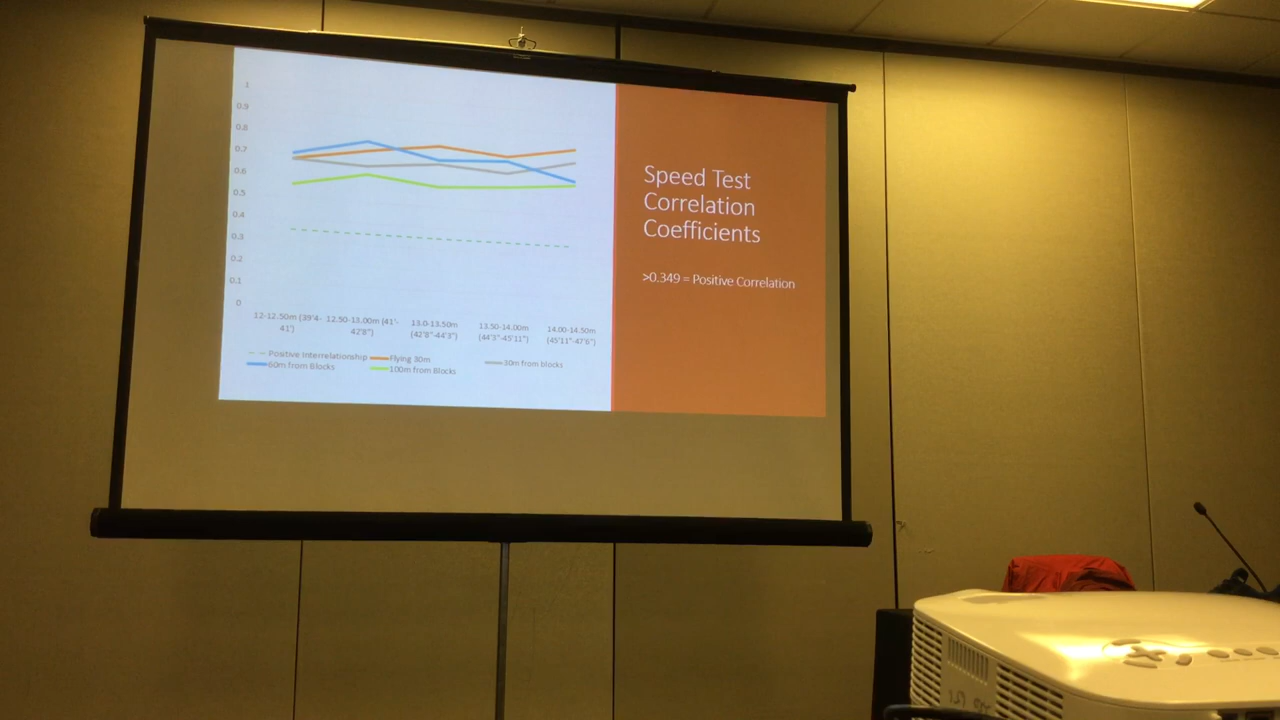 1
0.9
0.8
0.7
0.6
0.5
0.4
0.3
0.2
0.1
0
12-12.50m (39'4-
41')
12.50-13.00m (41'-
42'8")
13.0-13.50m
(42'8"-44'3")
13.50-14.00m
(44'3"-45'11")
14.00-14.50m
(45'11"-47'6")
Positive Interrelationship
Flying 30m
30m from blocks
60m from Blocks
100m from Blocks
Speed Test
Correlation
Coefficients
>0.349 = Positive Correlation